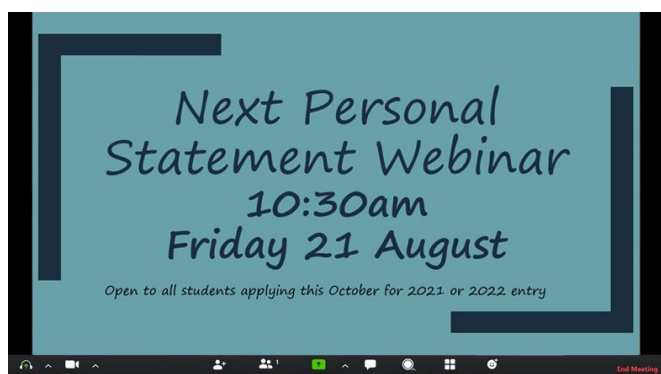 Next Personal
Statement Webinar
10:30am
Friday 21 August
Open to all students applying this October for 2021 or 2022 entry
1
End Meeting